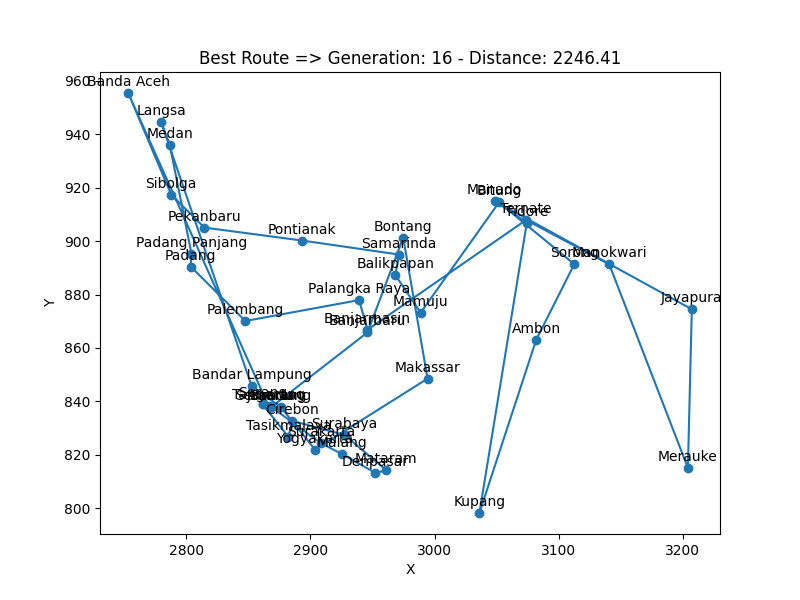 Best Route => Generation: 16 - Distance: 2246.41
960
Banda Aceh
Langsa
940
Medan
920
Sibolga
Manado
Pekanbaru
Ternate
Tidore
Bontang
Pontianak
900
Padang Panjang
Samarinda
Padang
Sorong
Manokwari
Balikpapan
880
Palangka Raya
Jayapura
Mamuju
Palembang
Banjarmasin
Banjarbaru
860
Ambon
Makassar
Bandar Lampung
840
Cirebon
Tasikmalaya
Surabaya
Surakarta
Yogyakarta
Malang
820
Mataram
Denpasar
Merauke
Kupang
800
2800
2900
3000
3100
3200
X
Y